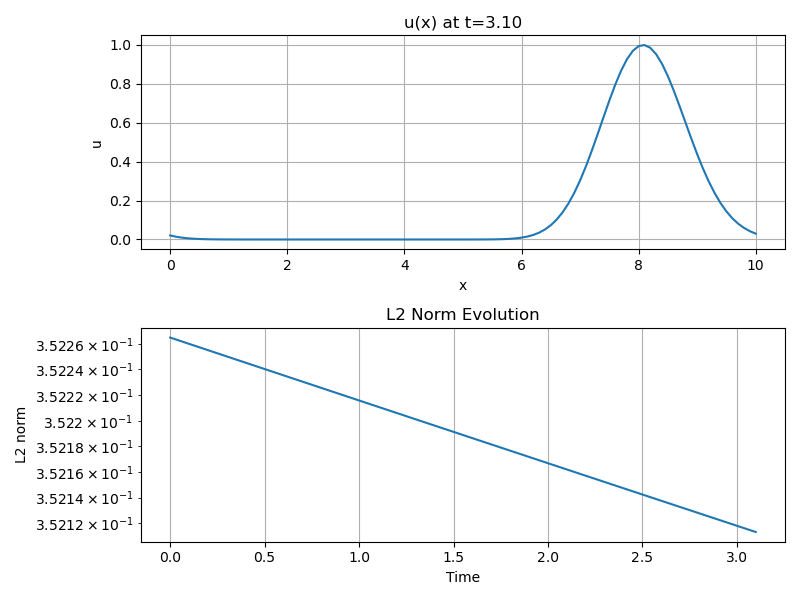 u(x) at t=3.10
u
1.0
0.8
0.6
0.4
0.2
0.0
0 2 4 6 8 10
x
L2 Norm Evolution
L2 norm
3.5226 × 10⁻¹
3.5224 × 10⁻¹
3.5222 × 10⁻¹
3.522 × 10⁻¹
3.5218 × 10⁻¹
3.5216 × 10⁻¹
3.5214 × 10⁻¹
3.5212 × 10⁻¹
0.0 0.5 1.0 1.5 2.0 2.5 3.0
Time